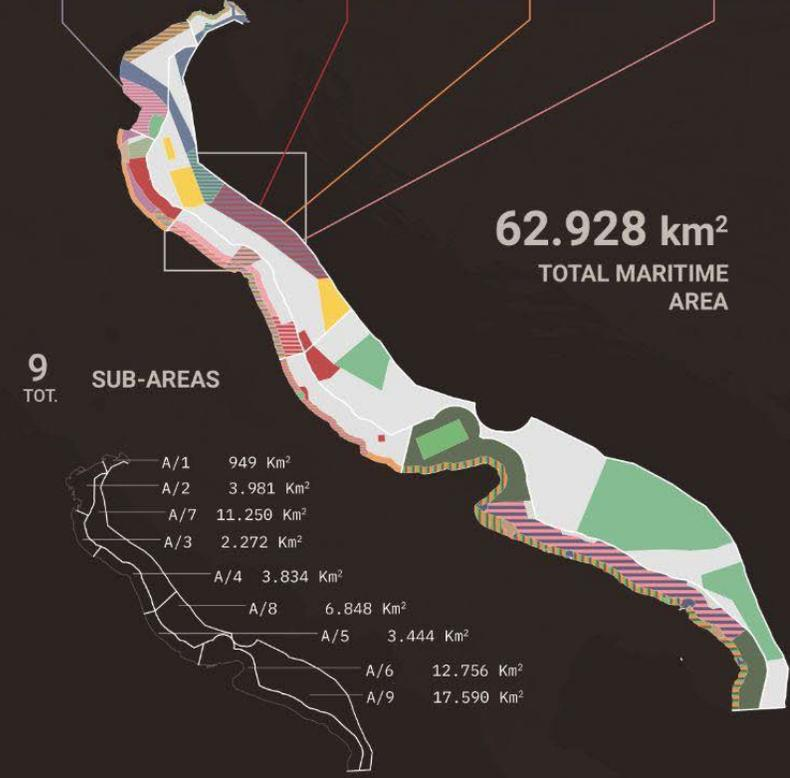 62.928 km²
TOTAL MARITIME
AREA
9
TOT.
SUB-AREAS
A/1 949 Km²
A/2 3.981 Km²
A/7 11.250 Km²
A/3 2.272 Km²
A/4 3.834 Km²
A/8 6.848 Km²
A/5 3.444 Km²
A/6 12.756 Km²
A/9 17.590 Km²